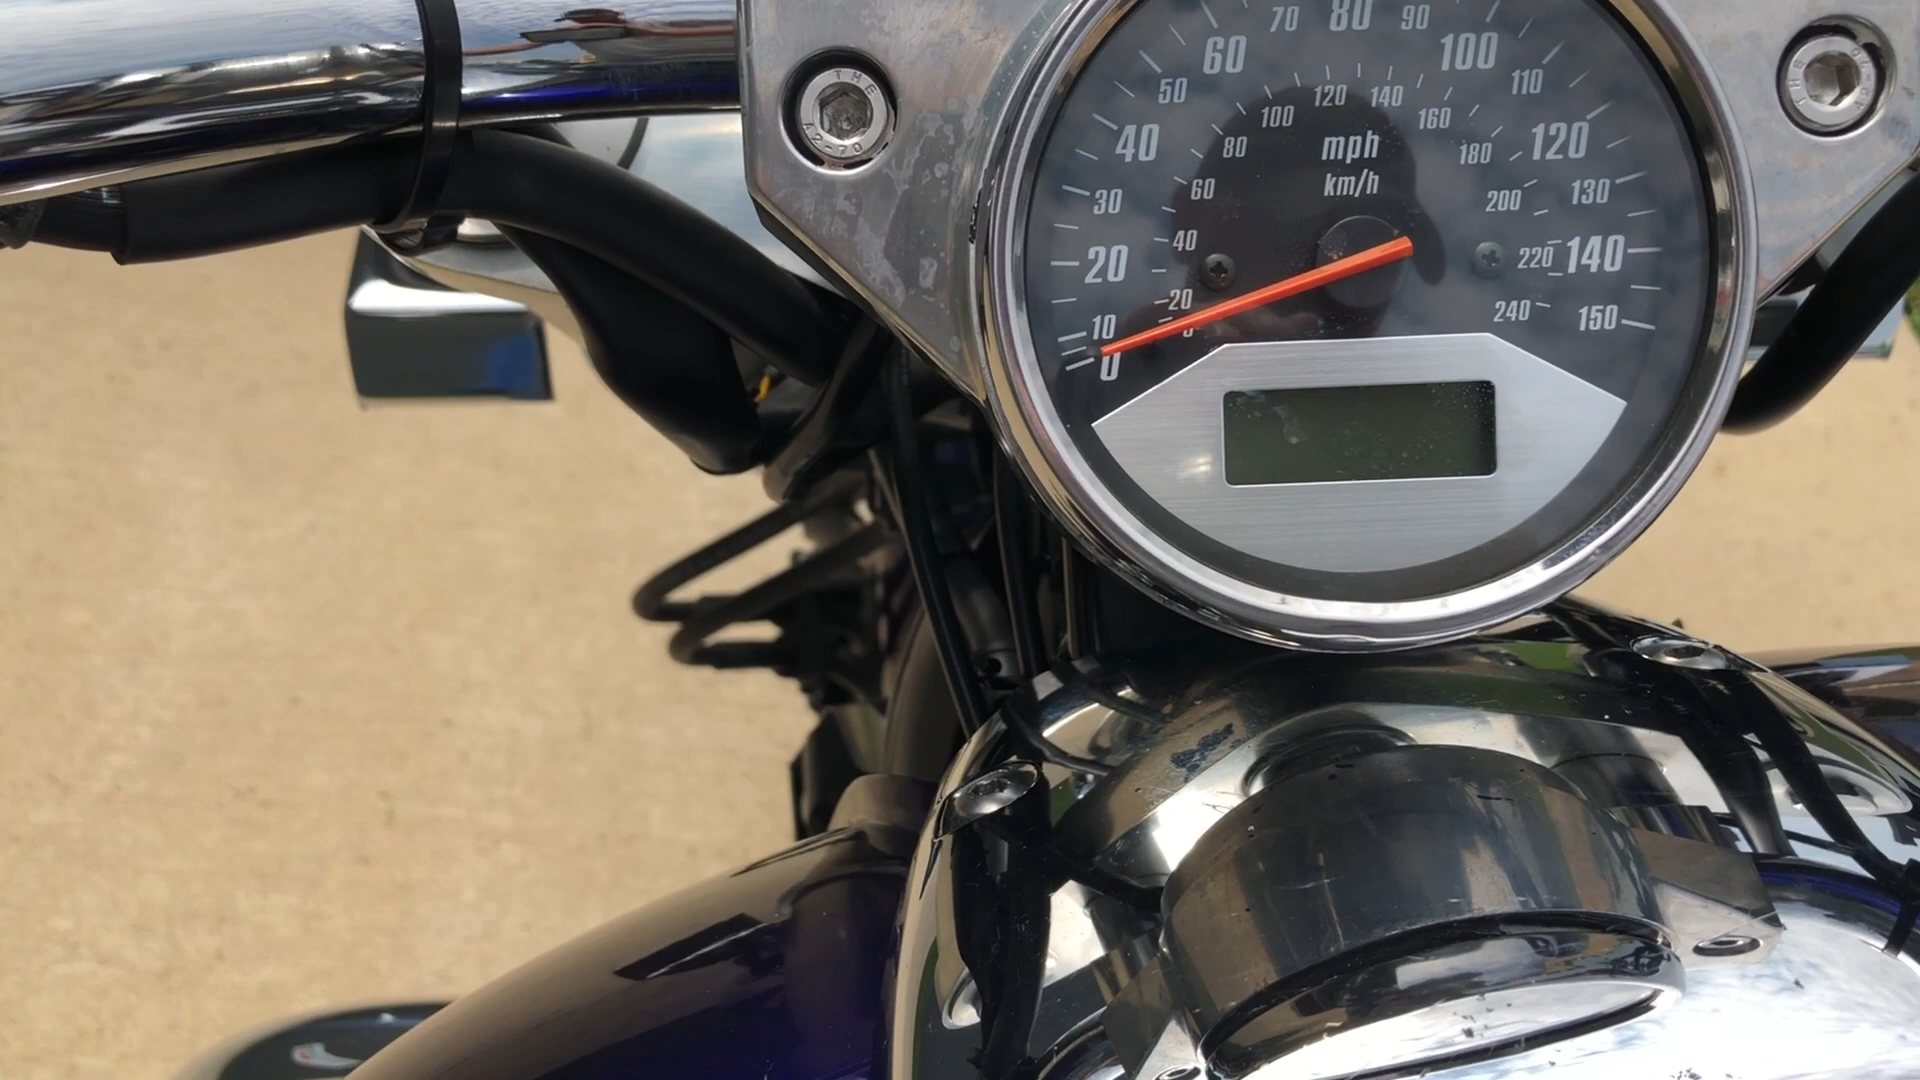 70 80 90
60 100
50 110
120 140
100 160
40 80 mph 180 120
60 km/h
30 200 130
40
20 220 140
20
10 240 150
0
THE
A2-70
THE